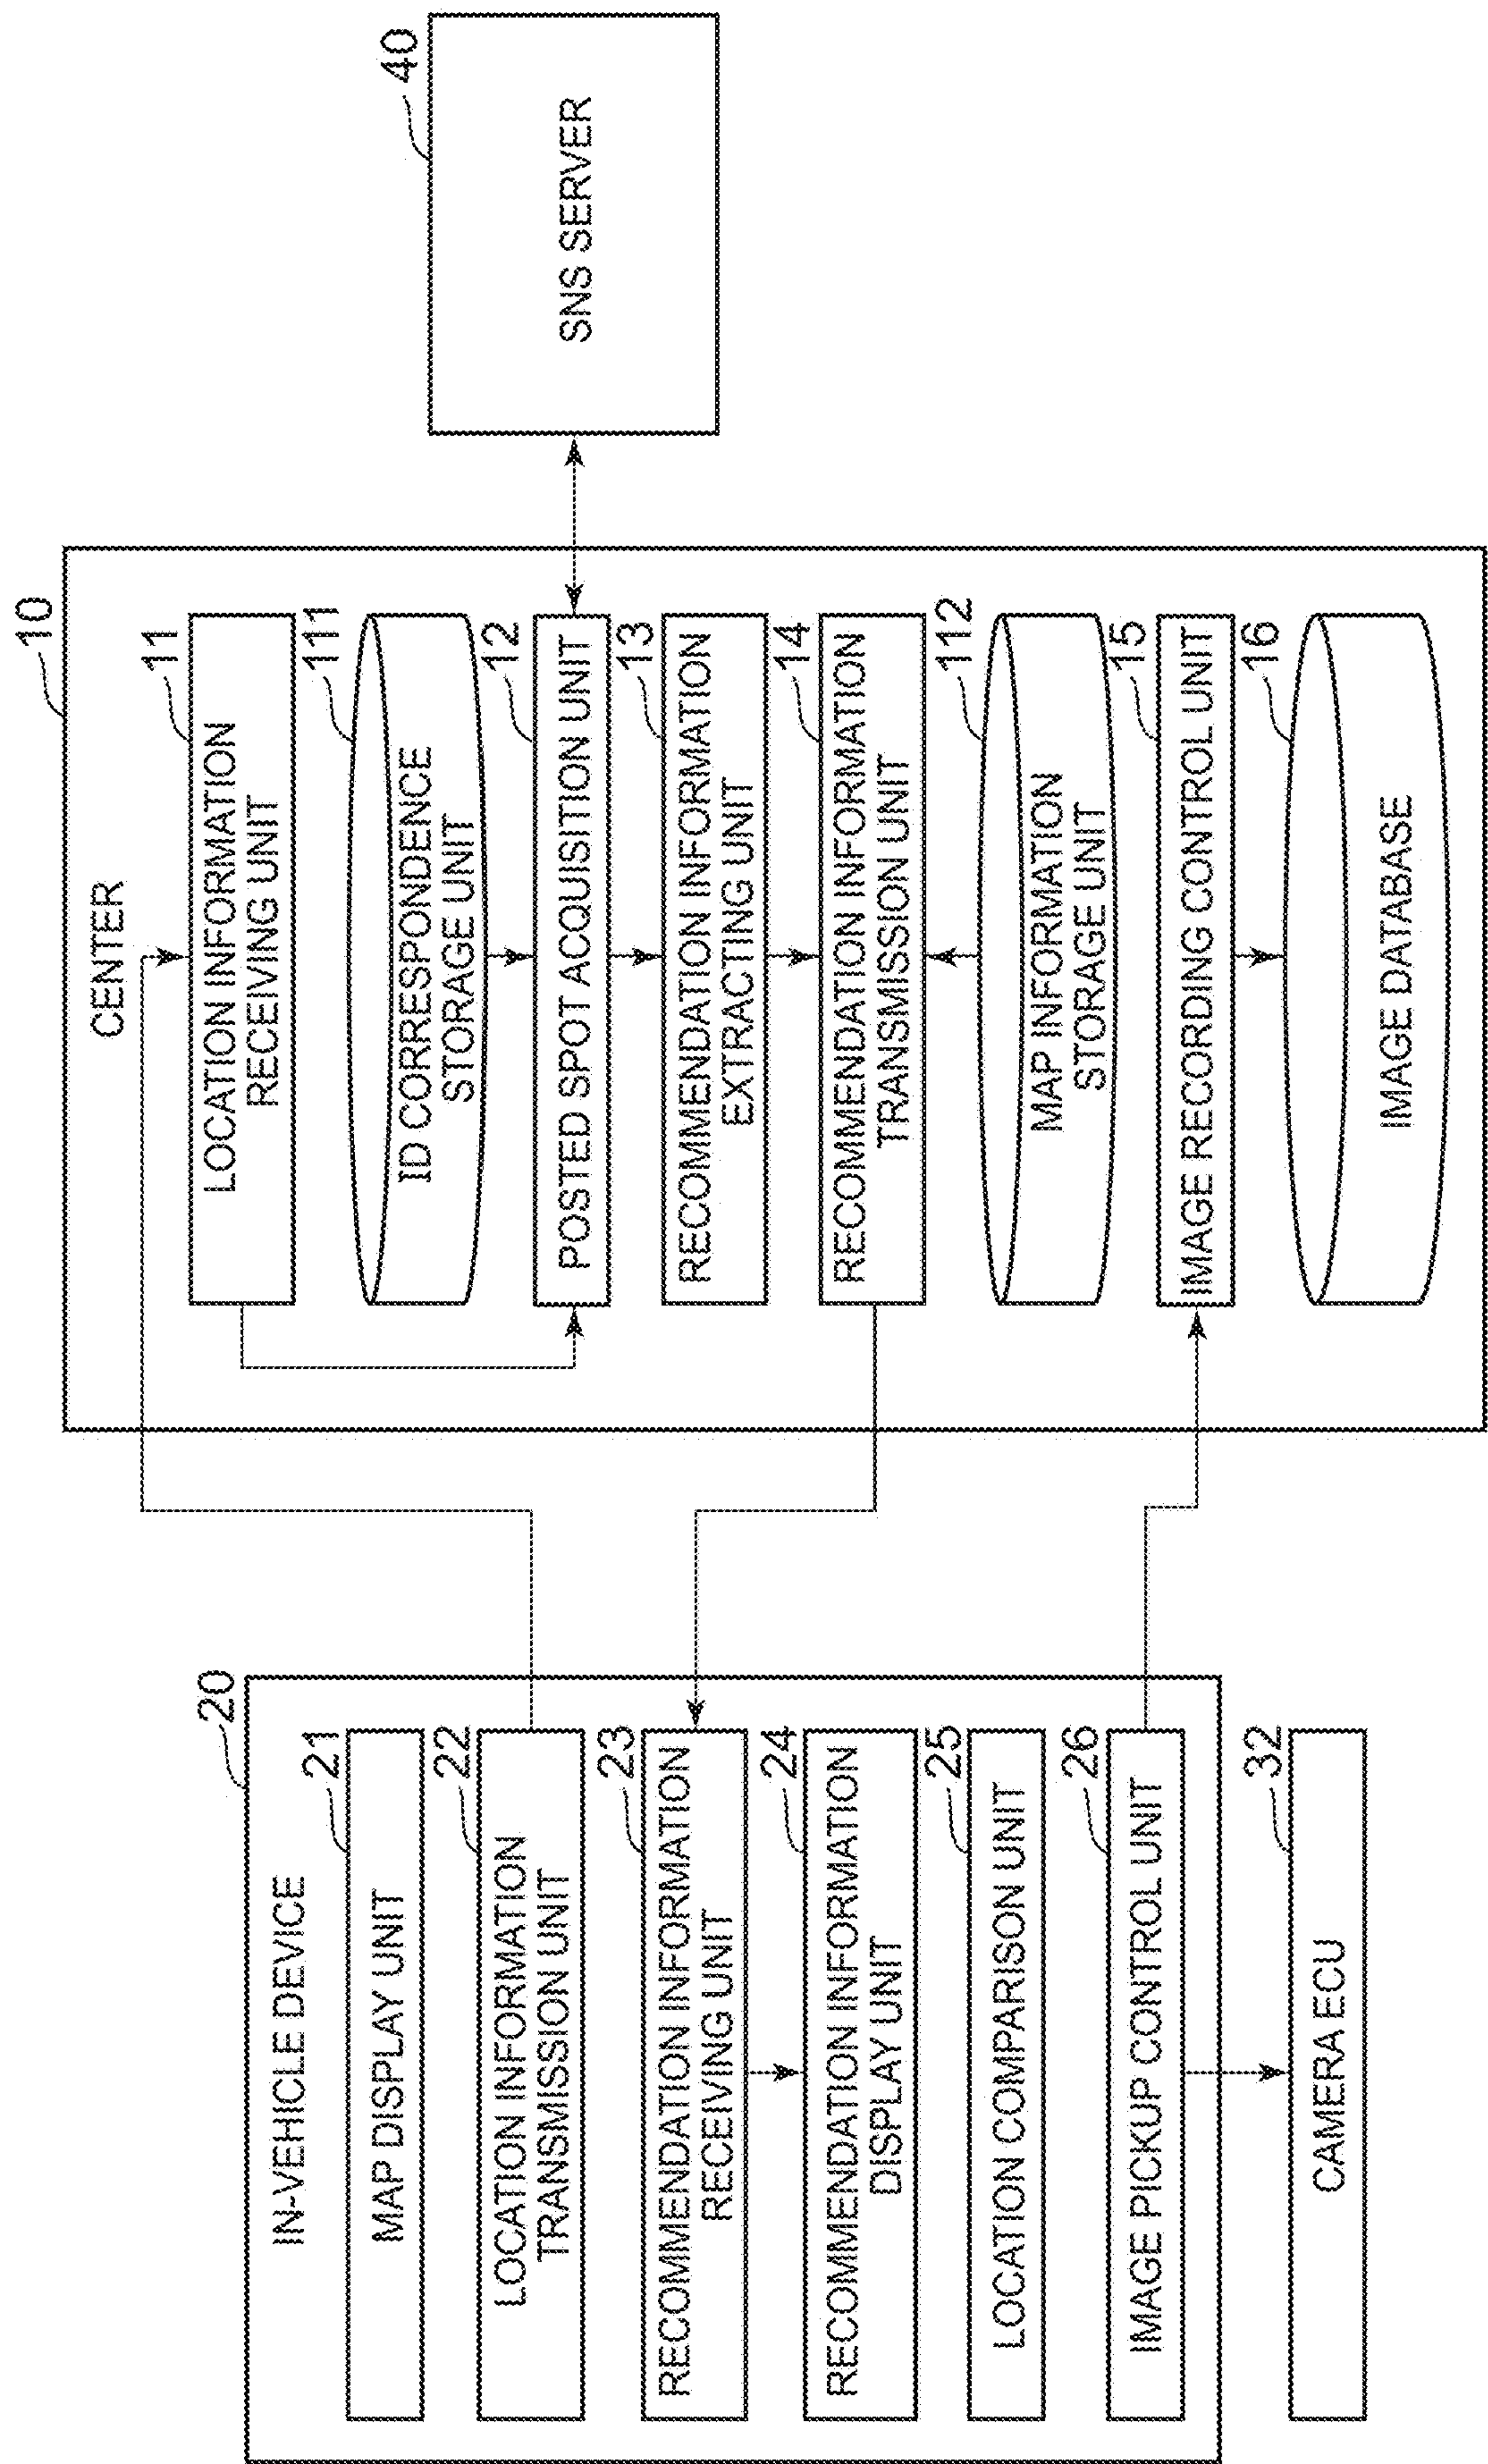 20
IN-VEHICLE DEVICE
21
MAP DISPLAY UNIT
22
LOCATION INFORMATION
TRANSMISSION UNIT
23
RECOMMENDATION INFORMATION
RECEIVING UNIT
24
RECOMMENDATION INFORMATION
DISPLAY UNIT
25
LOCATION COMPARISON UNIT
26
IMAGE PICKUP CONTROL UNIT
32
CAMERA ECU
10
CENTER
11
LOCATION INFORMATION
RECEIVING UNIT
111
ID CORRESPONDENCE
STORAGE UNIT
12
POSTED SPOT ACQUISITION UNIT
13
RECOMMENDATION INFORMATION
EXTRACTING UNIT
14
RECOMMENDATION INFORMATION
TRANSMISSION UNIT
112
MAP INFORMATION
STORAGE UNIT
15
IMAGE RECORDING CONTROL UNIT
16
IMAGE DATABASE
40
SNS SERVER